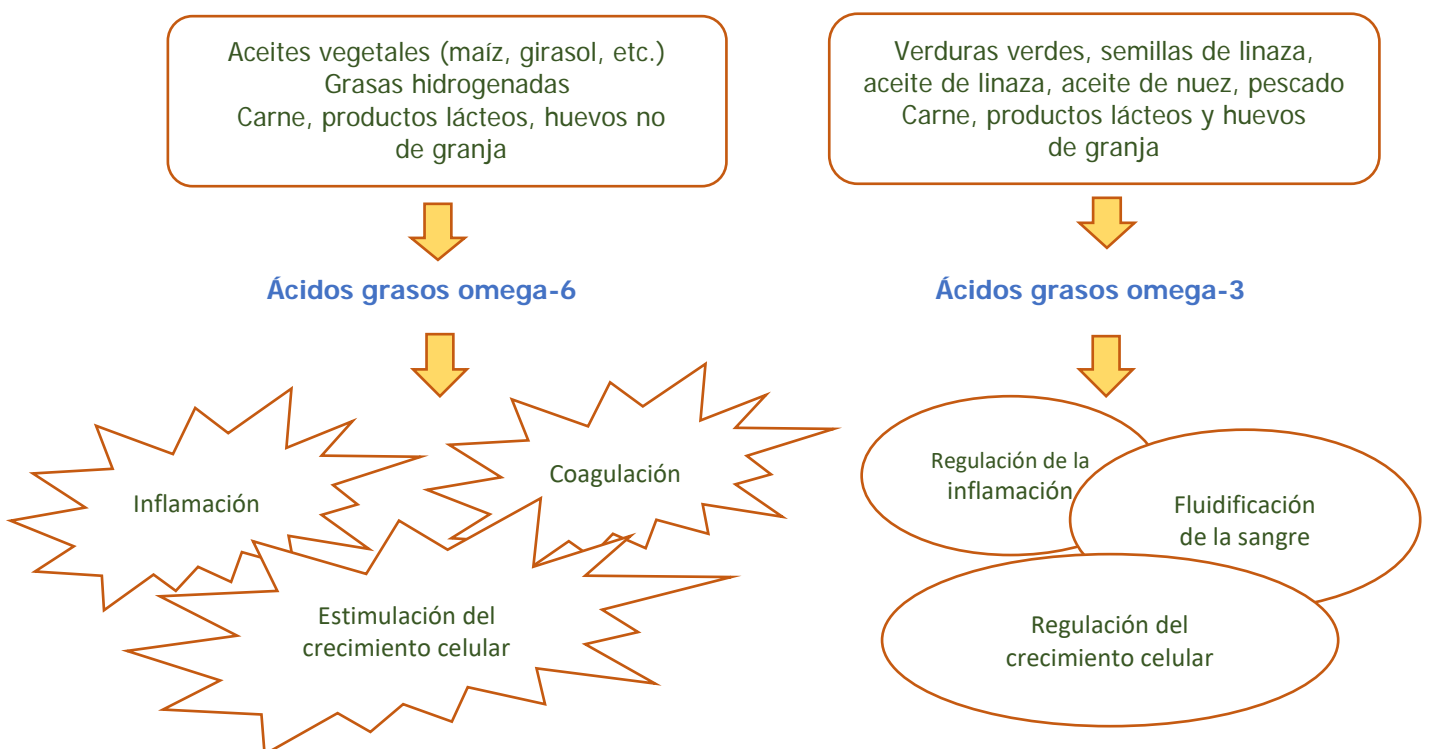 Aceites vegetales (maíz, girasol, etc.)
Grasas hidrogenadas
Carne, productos lácteos, huevos no
de granja
Verduras verdes, semillas de linaza,
aceite de linaza, aceite de nuez, pescado
Carne, productos lácteos y huevos
de granja
Ácidos grasos omega-6
Ácidos grasos omega-3
Inflamación
Coagulación
Estimulación del
crecimiento celular
Regulación de la
inflamación
Fluidificación
de la sangre
Regulación del
crecimiento celular